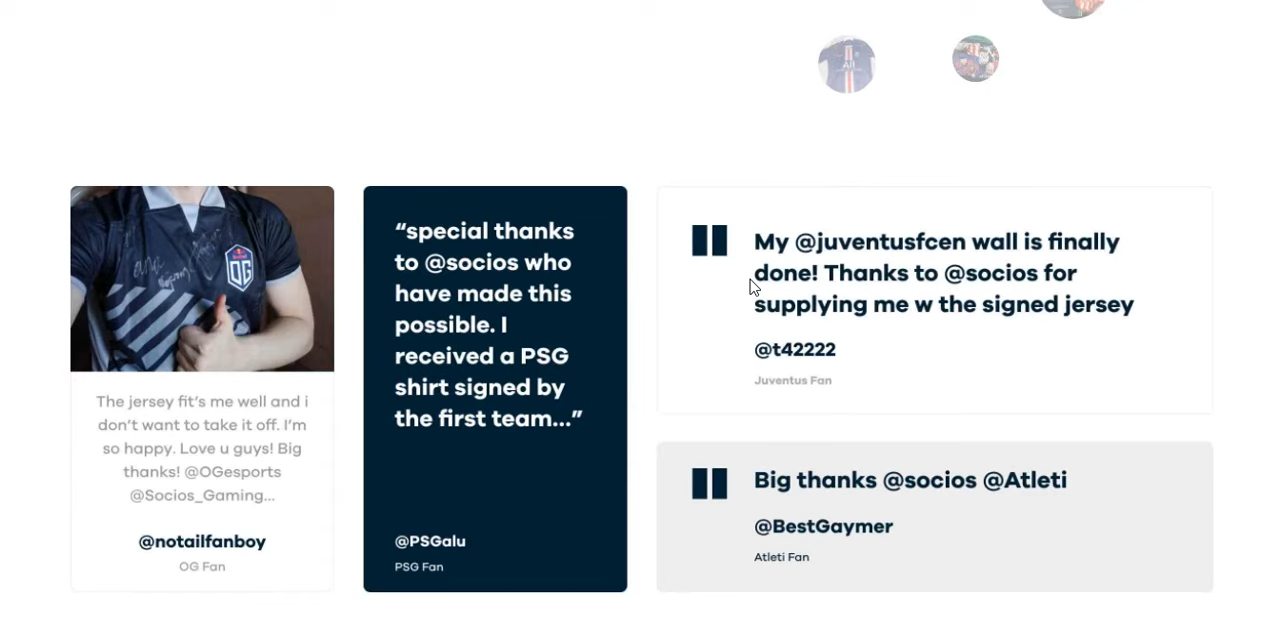 All
OG
The jersey fit's me well and i
don't want to take it off. I'm
so happy. Love u guys! Big
thanks! @OGesports
@Socios_Gaming...
@notailfanboy
OG Fan
“special thanks
to @socios who
have made this
possible. I
received a PSG
shirt signed by
the first team...”
@PSGalu
PSG Fan
My @juventusfcen wall is finally
done! Thanks to @socios for
supplying me w the signed jersey
@t42222
Juventus Fan
Big thanks @socios @Atleti
@BestGaymer
Atleti Fan